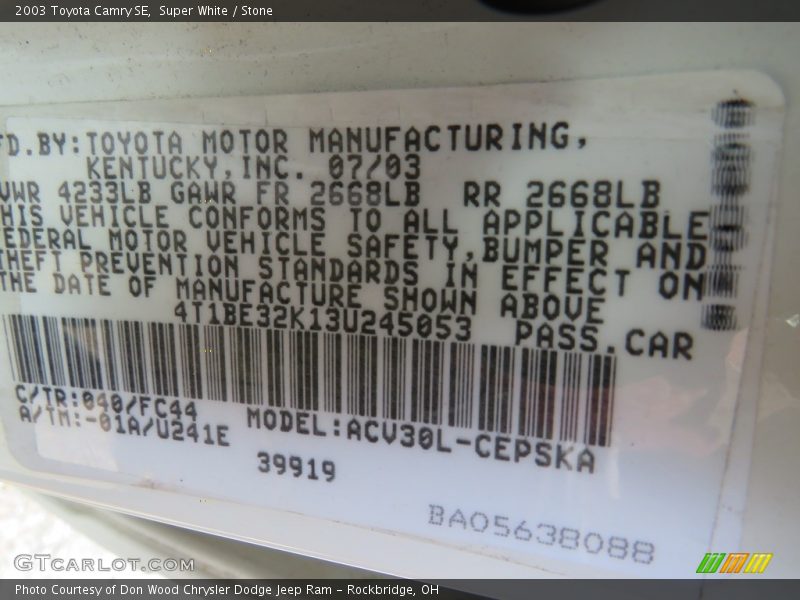 2003 Toyota Camry SE, Super White / Stone
FD.BY:TOYOTA MOTOR MANUFACTURING,
KENTUCKY,INC. 07/03
VWR 4233LB GAWR FR 2668LB RR 2668LB
HIS VEHICLE CONFORMS TO ALL APPLICABLE
EDERAL MOTOR VEHICLE SAFETY,BUMPER AND
HEFT PREVENTION STANDARDS IN EFFECT ON
THE DATE OF MANUFACTURE SHOWN ABOVE
4T1BE32K13U245053 PASS.CAR
C/TR:040/FC44
A/TM:-01A/U241E MODEL:ACV30L-CEPSKA
39919
BA05638088
GTCarLot.com
Photo Courtesy of Don Wood Chrysler Dodge Jeep Ram - Rockbridge, OH